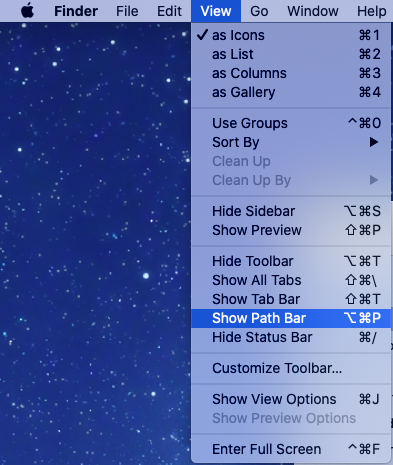 Finder File Edit View Go Window Help
✓ as Icons ⌘1
as List ⌘2
as Columns ⌘3
as Gallery ⌘4
Use Groups ^⌘0
Sort By ▶
Clean Up
Clean Up By ▶
Hide Sidebar ⌥⌘S
Show Preview ⇧⌘P
Hide Toolbar ⌥⌘T
Show All Tabs ⇧⌘\
Show Tab Bar ⇧⌘T
Show Path Bar ⌥⌘P
Hide Status Bar ⌘/
Customize Toolbar...
Show View Options ⌘J
Show Preview Options
Enter Full Screen ^⌘F